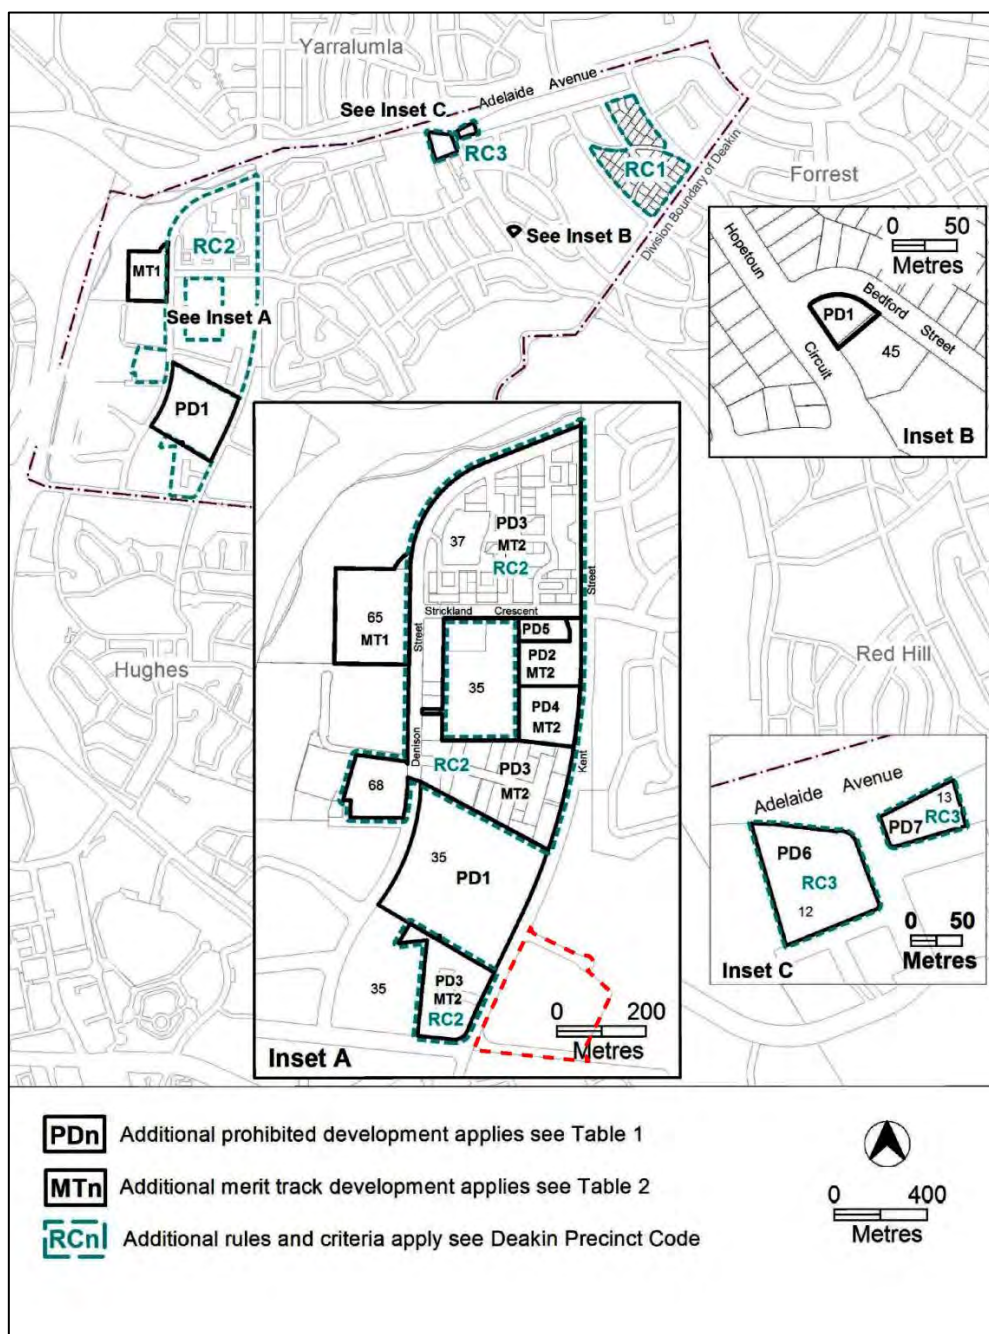 Yarralumla
Adelaide Avenue
See Inset C
RC3
RC1
Division Boundary of Deakin
Forrest
See Inset B
RC2
MT1
See Inset A
PD1
Hughes
Red Hill
0 50
Metres
Hopetoun
Circuit
Bedford
Street
PD1
45
Inset B
PD3
MT2
RC2
37
Street
Strickland Crescent
65
MT1
Street
PD5
PD2
MT2
35
PD4
MT2
Denison
Kent
RC2
PD3
MT2
68
35
PD1
35
PD3
MT2
RC2
0 200
Metres
Inset A
Adelaide Avenue
13
RC3
PD7
PD6
RC3
12
0 50
Metres
Inset C
PDn Additional prohibited development applies see Table 1
MTn Additional merit track development applies see Table 2
RCn Additional rules and criteria apply see Deakin Precinct Code
0 400
Metres